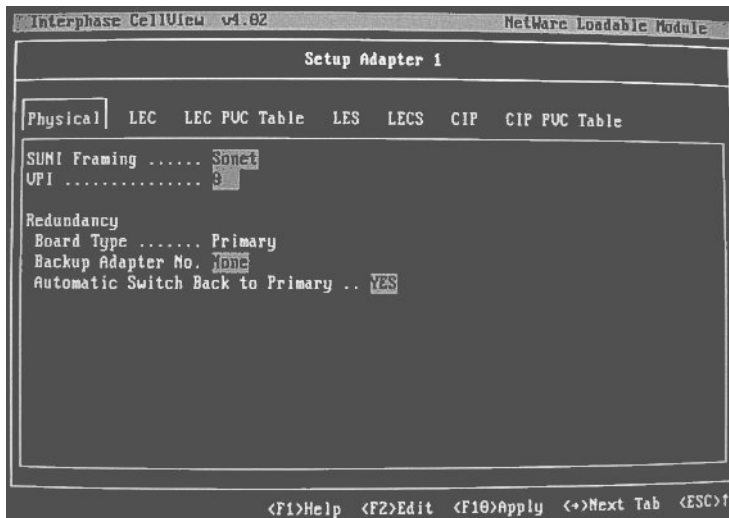 Interphase CellView v4.02 NetWare Loadable Module
Setup Adapter 1
Physical LEC LEC PVC Table LES LECS CIP CIP PVC Table
SUNI Framing ...... Sonet
VPI ...............
Redundancy
Board Type ....... Primary
Backup Adapter No. None
Automatic Switch Back to Primary .. YES
<F1>Help <F2>Edit <F10>Apply <→>Next Tab <ESC>